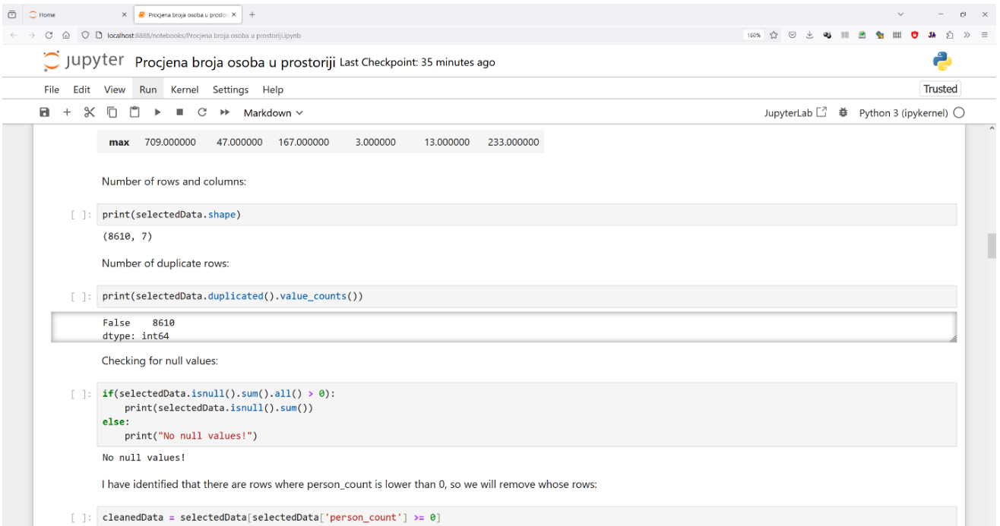 Home
Procjena broja osoba u prostor
localhost:8888/notebooks/Procjena broja osoba u prostoriji.ipynb
160%
jupyter Procjena broja osoba u prostoriji Last Checkpoint: 35 minutes ago
File Edit View Run Kernel Settings Help
Trusted
Markdown
JupyterLab
Python 3 (ipykernel)
max 709.000000 47.000000 167.000000 3.000000 13.000000 233.000000
Number of rows and columns:
[ ]: print(selectedData.shape)
(8610, 7)
Number of duplicate rows:
[ ]: print(selectedData.duplicated().value_counts())
False    8610
dtype: int64
Checking for null values:
[ ]: if(selectedData.isnull().sum().all() > 0):
    print(selectedData.isnull().sum())
else:
    print("No null values!")
No null values!
I have identified that there are rows where person_count is lower than 0, so we will remove whose rows:
[ ]: cleanedData = selectedData[selectedData['person_count'] >= 0]